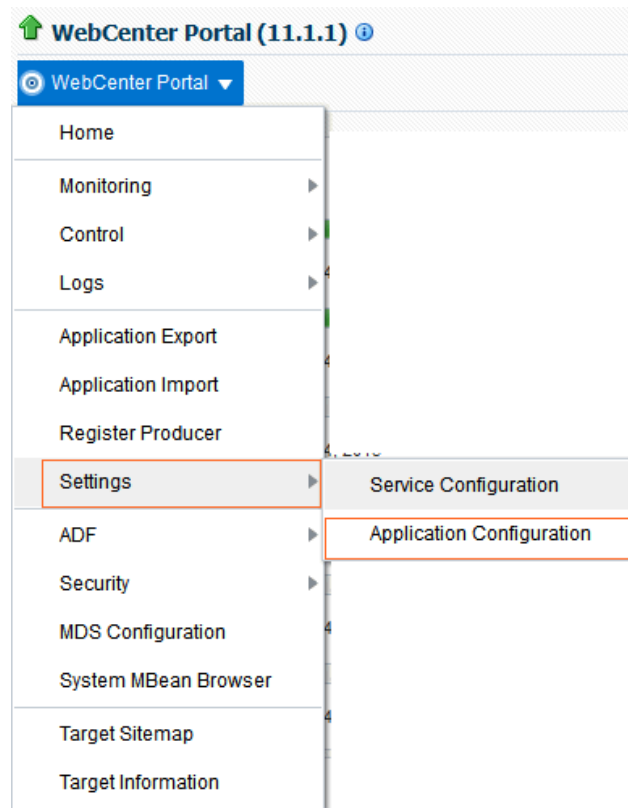 WebCenter Portal (11.1.1)
WebCenter Portal
Home
Monitoring
Control
Logs
Application Export
Application Import
Register Producer
Settings
Service Configuration
Application Configuration
ADF
Security
MDS Configuration
System MBean Browser
Target Sitemap
Target Information